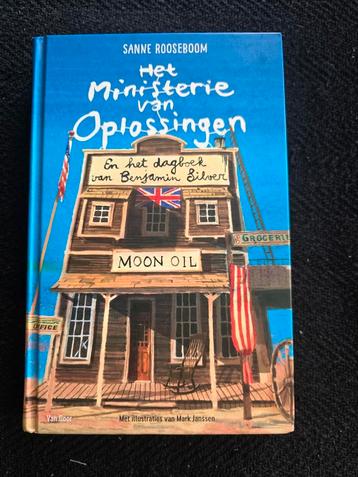 SANNE ROOSEBOOM
Het
Ministerie
van
Oplossingen
En het dagboek
van Benjamin Silver
MOON OIL
GROCERIE
OFFICE
Van Goor
Met illustraties van Mark Janssen